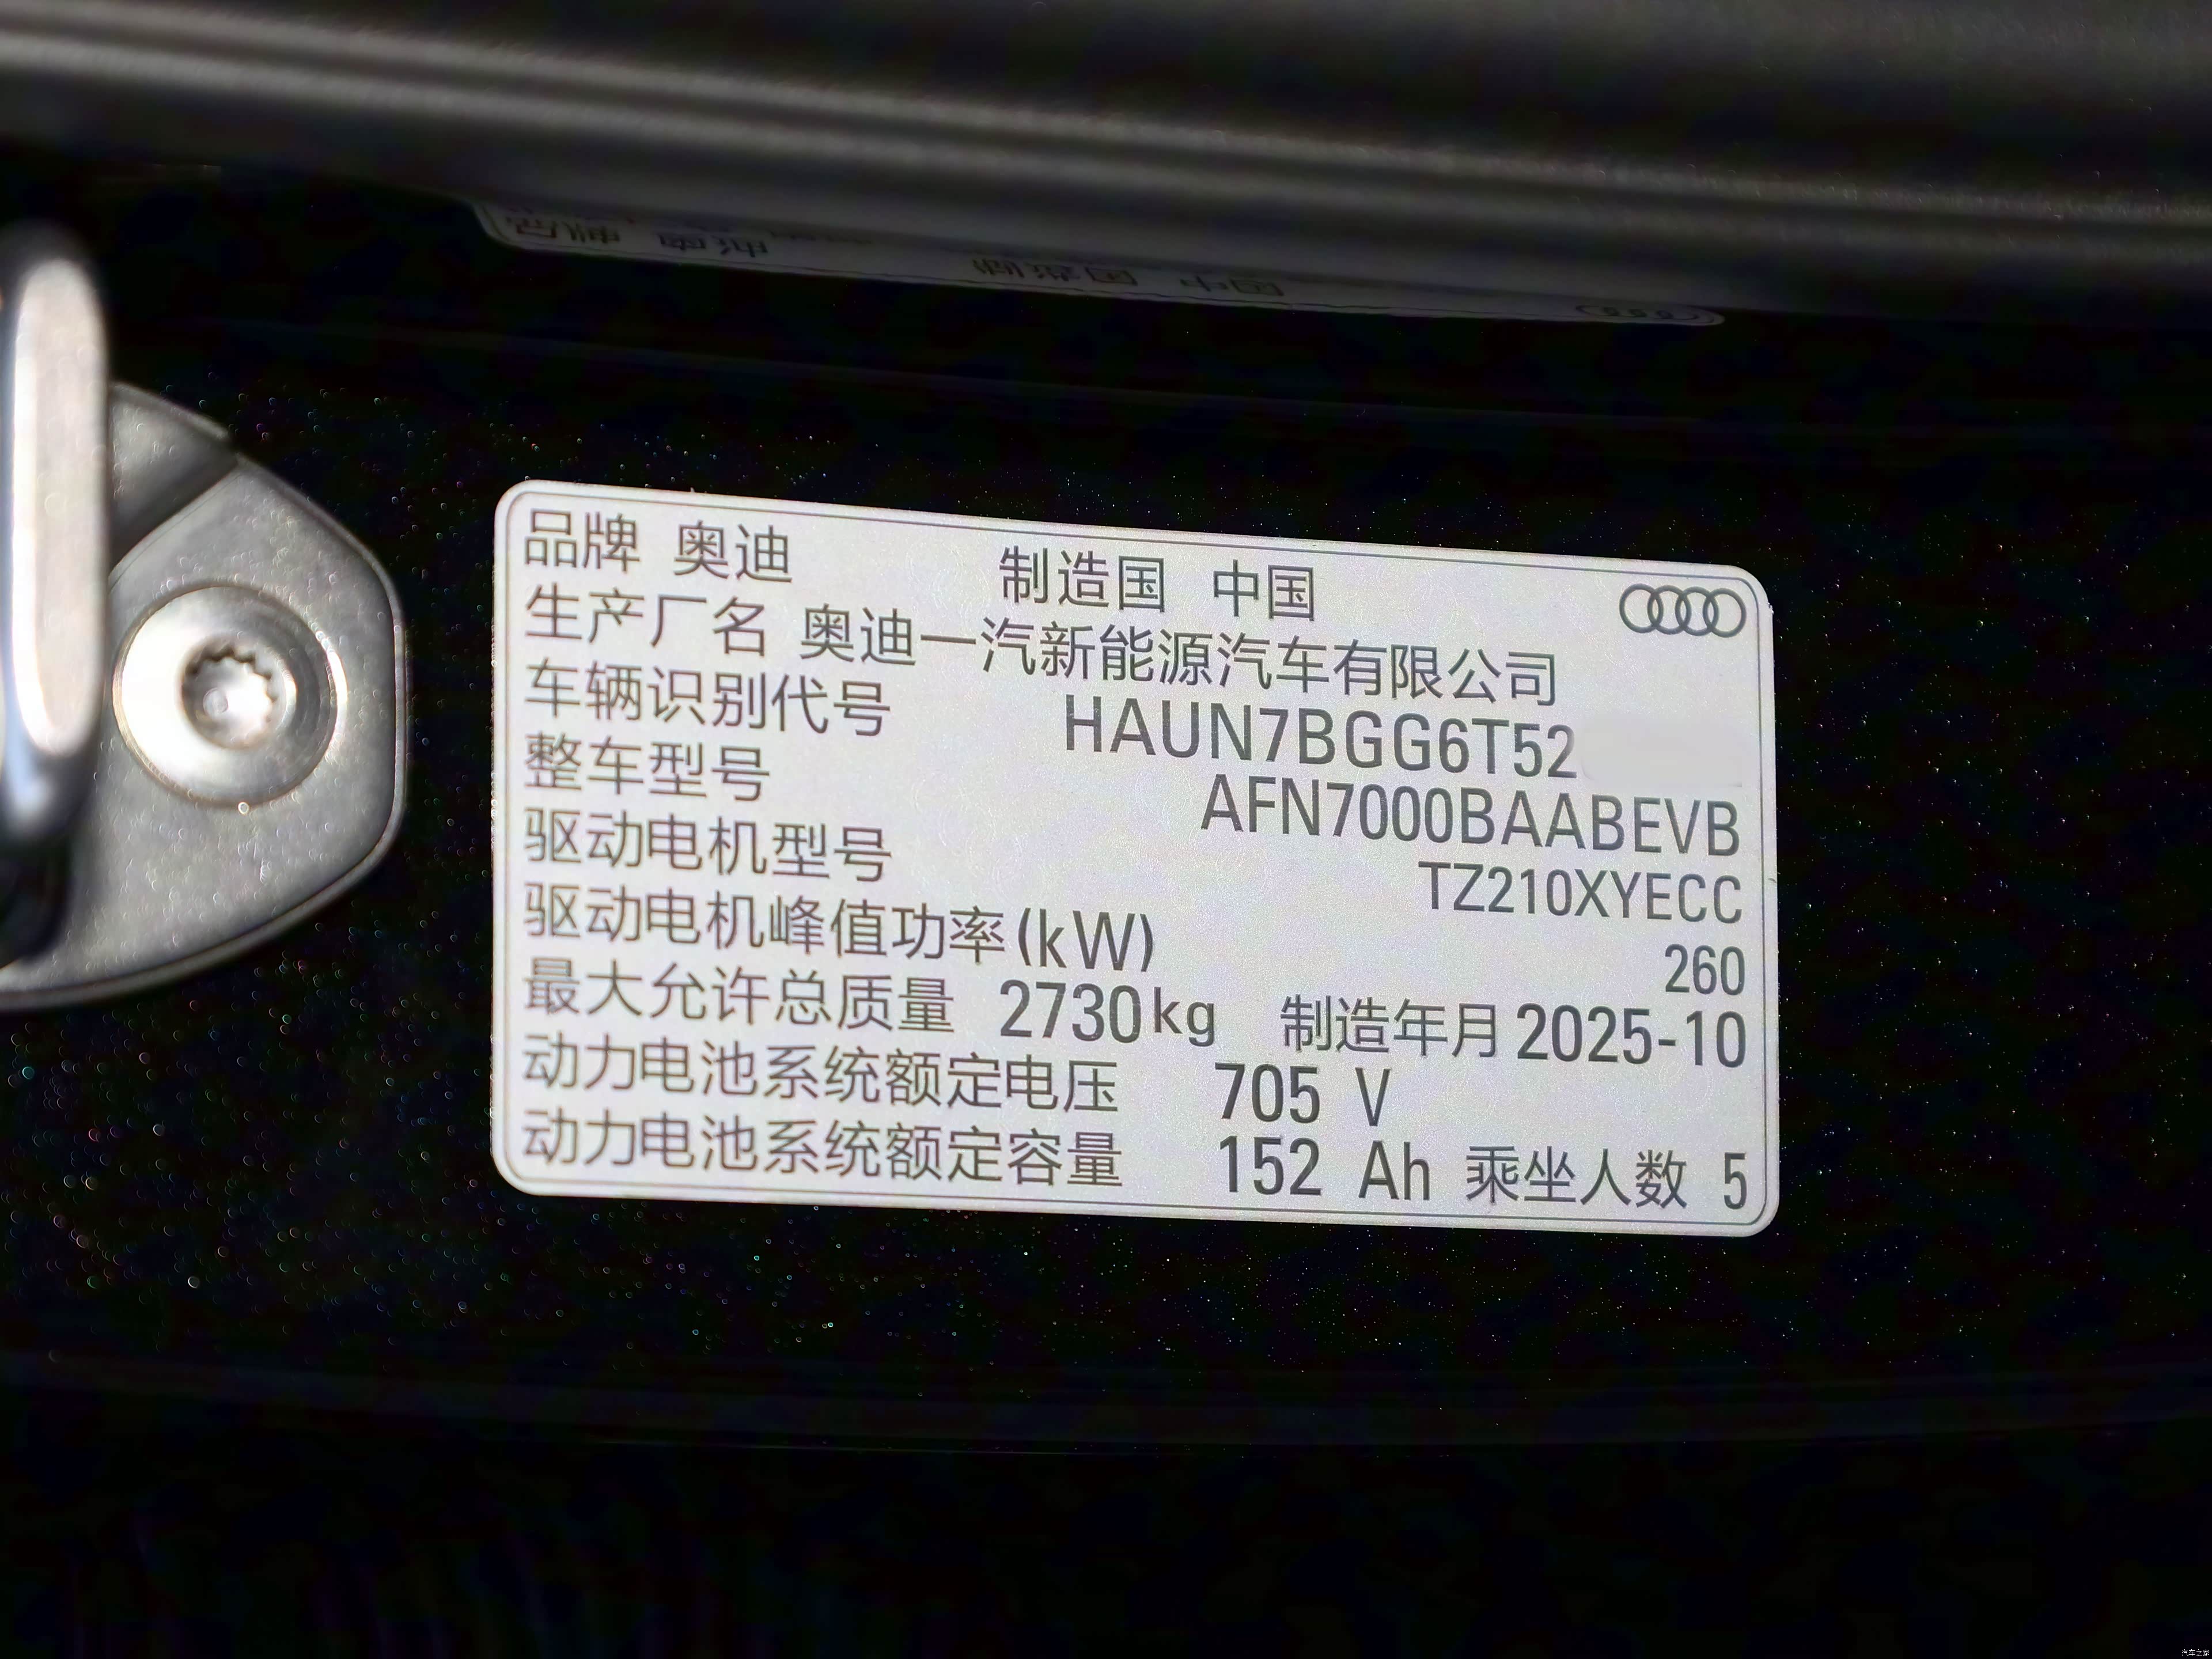 品牌 奥迪 制造国 中国
生产厂名 奥迪一汽新能源汽车有限公司
车辆识别代号 HAUN7BGG6T52
整车型号 AFN7000BAABEVB
驱动电机型号 TZ210XYECC
驱动电机峰值功率(kW) 260
最大允许总质量 2730kg 制造年月 2025-10
动力电池系统额定电压 705 V
动力电池系统额定容量 152 Ah 乘坐人数 5
汽车之家